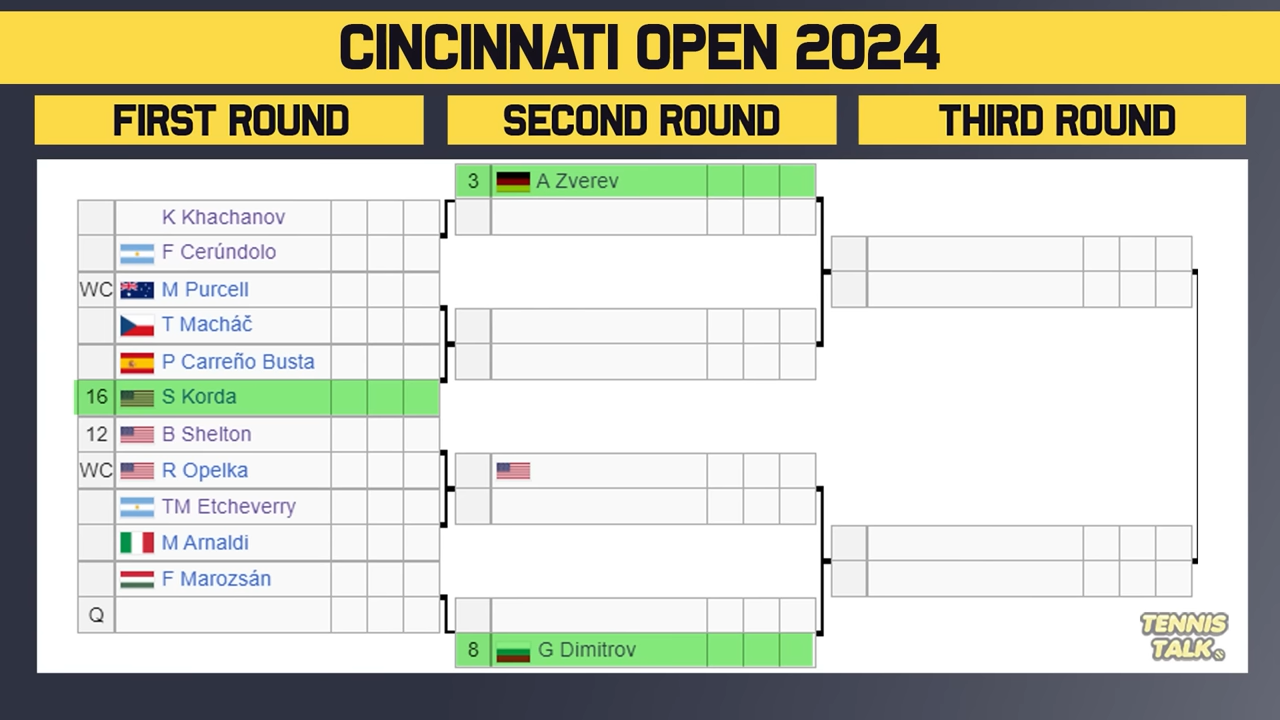 CINCINNATI OPEN 2024
FIRST ROUND
SECOND ROUND
THIRD ROUND
3 A Zverev
K Khachanov
F Cerúndolo
WC M Purcell
T Macháč
P Carreño Busta
16 S Korda
12 B Shelton
WC R Opelka
TM Etcheverry
M Arnaldi
F Marozsán
Q
8 G Dimitrov
TENNIS
TALK